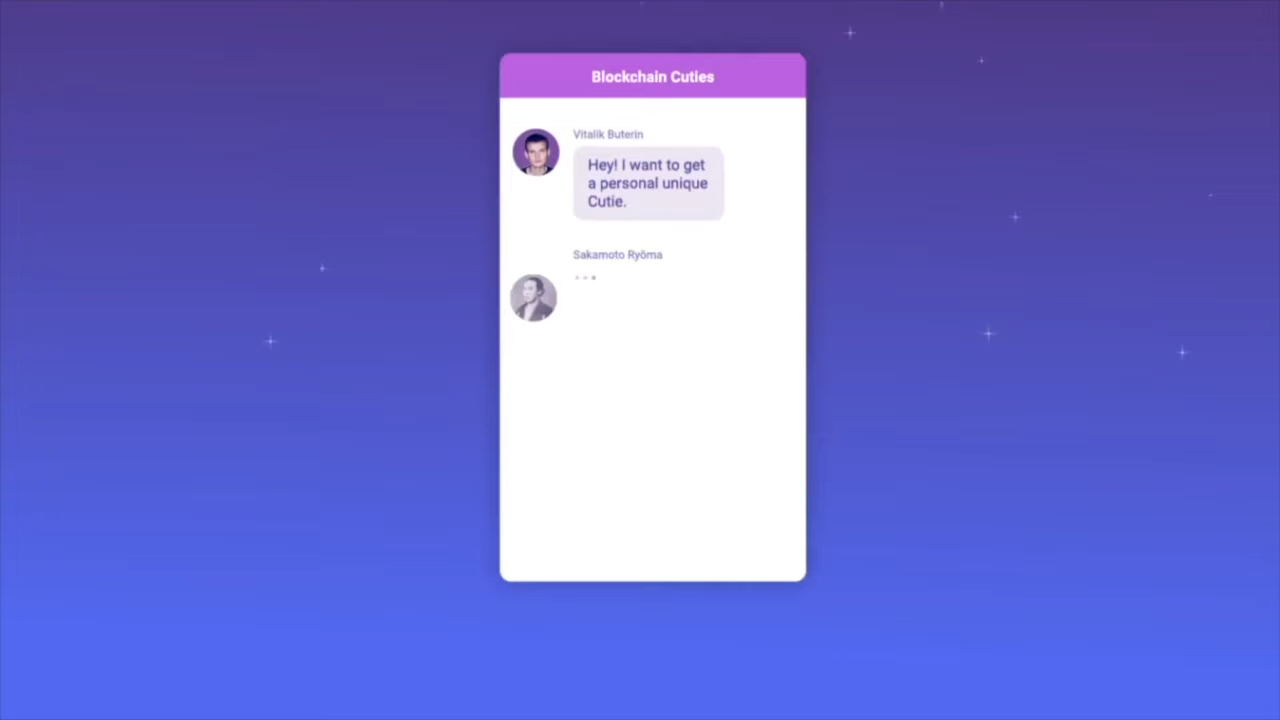 Blockchain Cuties
Vitalik Buterin
Hey! I want to get
a personal unique
Cutie.
Sakamoto Ryōma